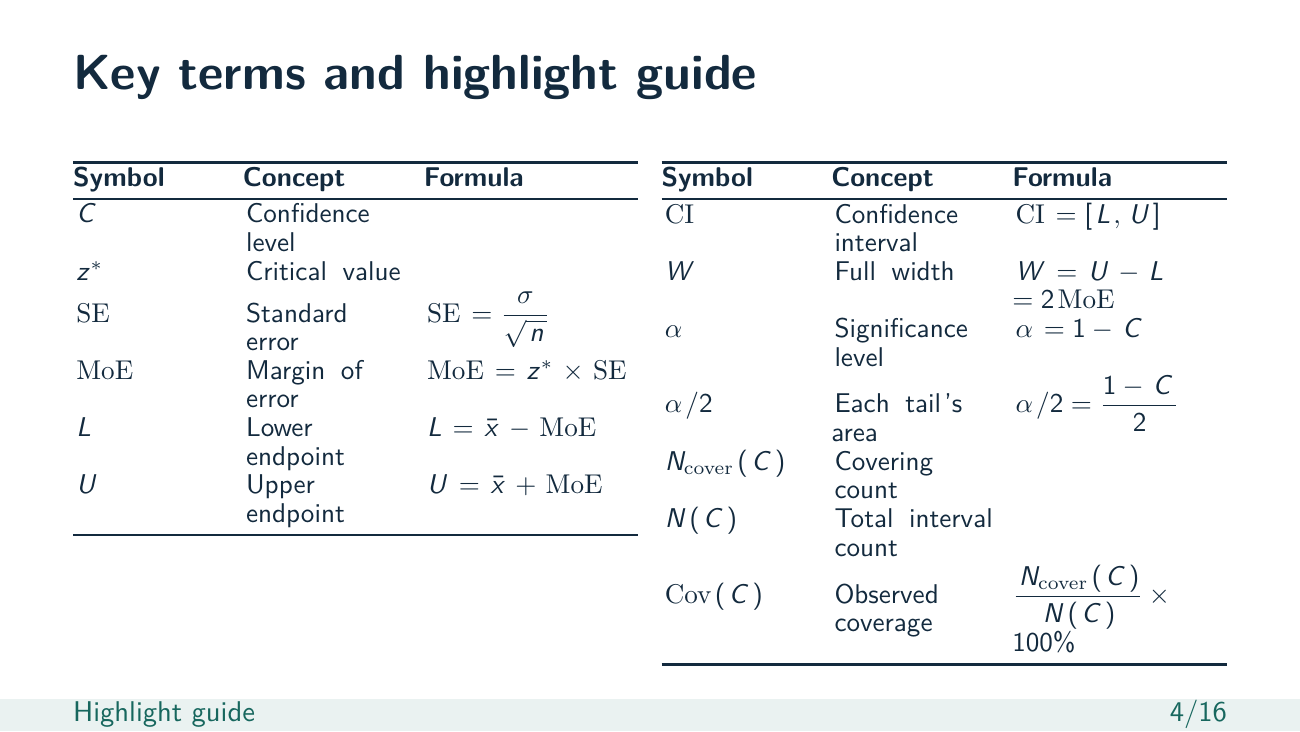 Key terms and highlight guide
Symbol Concept Formula
C Confidence
level
z* Critical value
SE Standard error SE = σ/√n
MoE Margin of error MoE = z* × SE
L Lower
endpoint L = x̄ − MoE
U Upper
endpoint U = x̄ + MoE
Symbol Concept Formula
CI Confidence
interval CI = [L, U]
W Full width W = U − L
= 2 MoE
α Significance
level α = 1 − C
α/2 Each tail's
area α/2 = (1 − C)/2
N_cover(C) Covering
count
N(C) Total interval
count
Cov(C) Observed
coverage N_cover(C)/N(C) ×
100%
Highlight guide 4/16